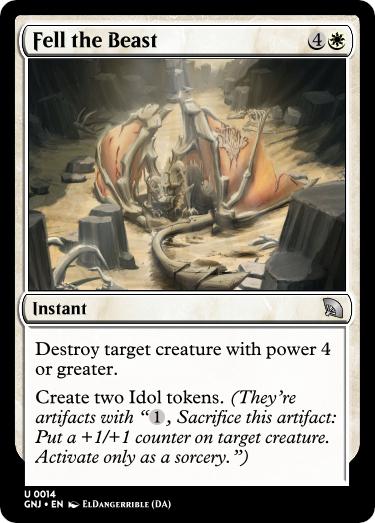 Fell the Beast 4
Instant
Destroy target creature with power 4
or greater.
Create two Idol tokens. (They're
artifacts with “1, Sacrifice this artifact:
Put a +1/+1 counter on target creature.
Activate only as a sorcery.”)
U 0014
GNJ • EN ELDANGERRIBLE (DA)